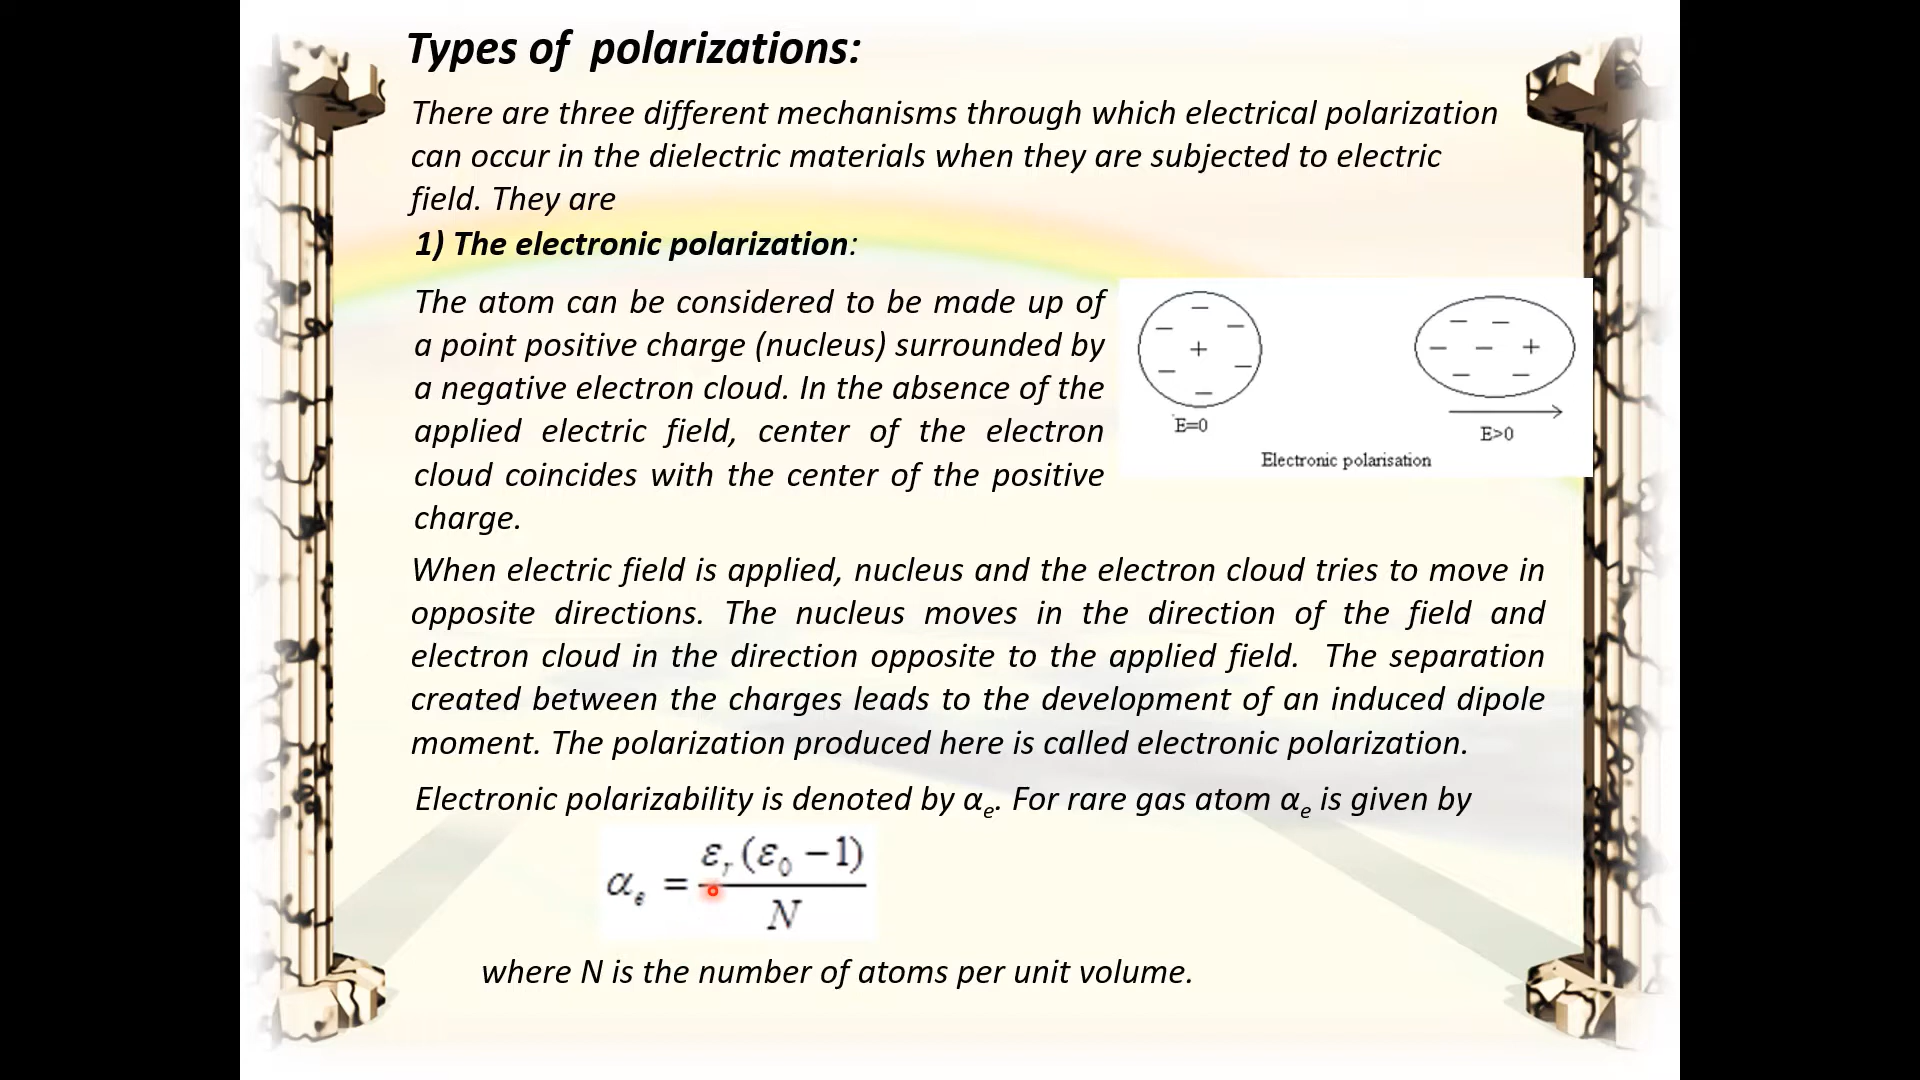 Types of polarizations:
There are three different mechanisms through which electrical polarization
can occur in the dielectric materials when they are subjected to electric
field. They are
1) The electronic polarization:
The atom can be considered to be made up of
a point positive charge (nucleus) surrounded by
a negative electron cloud. In the absence of the
applied electric field, center of the electron
cloud coincides with the center of the positive
charge.
E=0
E>0
Electronic polarisation
When electric field is applied, nucleus and the electron cloud tries to move in
opposite directions. The nucleus moves in the direction of the field and
electron cloud in the direction opposite to the applied field. The separation
created between the charges leads to the development of an induced dipole
moment. The polarization produced here is called electronic polarization.
Electronic polarizability is denoted by αₑ. For rare gas atom αₑ is given by
αₑ = εᵣ(ε₀ − 1) / N
where N is the number of atoms per unit volume.